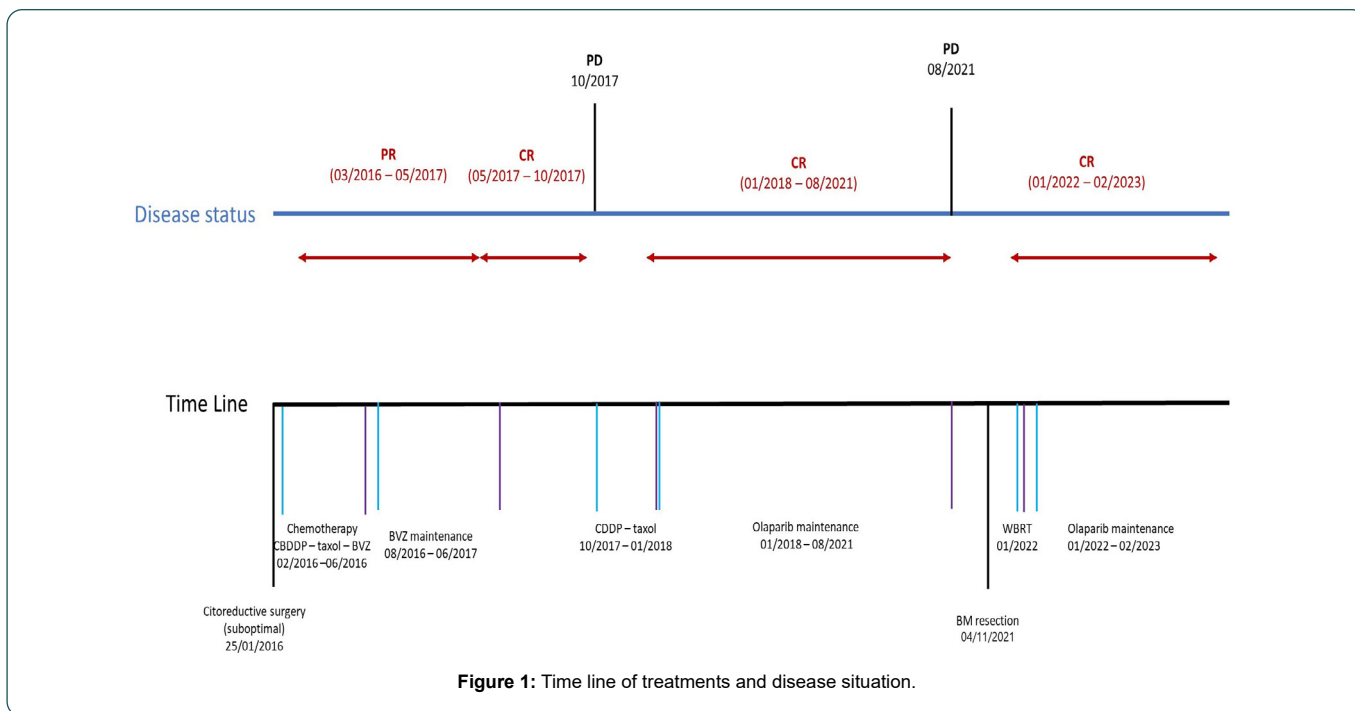 PD
10/2017
PD
08/2021
PR
(03/2016 – 05/2017)
CR
(05/2017 – 10/2017)
CR
(01/2018 – 08/2021)
CR
(01/2022 – 02/2023)
Disease status
Time Line
Chemotherapy
CBDDP – taxol – BVZ
02/2016 –06/2016
BVZ maintenance
08/2016 – 06/2017
CDDP – taxol
10/2017 – 01/2018
Olaparib maintenance
01/2018 – 08/2021
WBRT
01/2022
Olaparib maintenance
01/2022 – 02/2023
Citoreductive surgery
(suboptimal)
25/01/2016
BM resection
04/11/2021
Figure 1: Time line of treatments and disease situation.